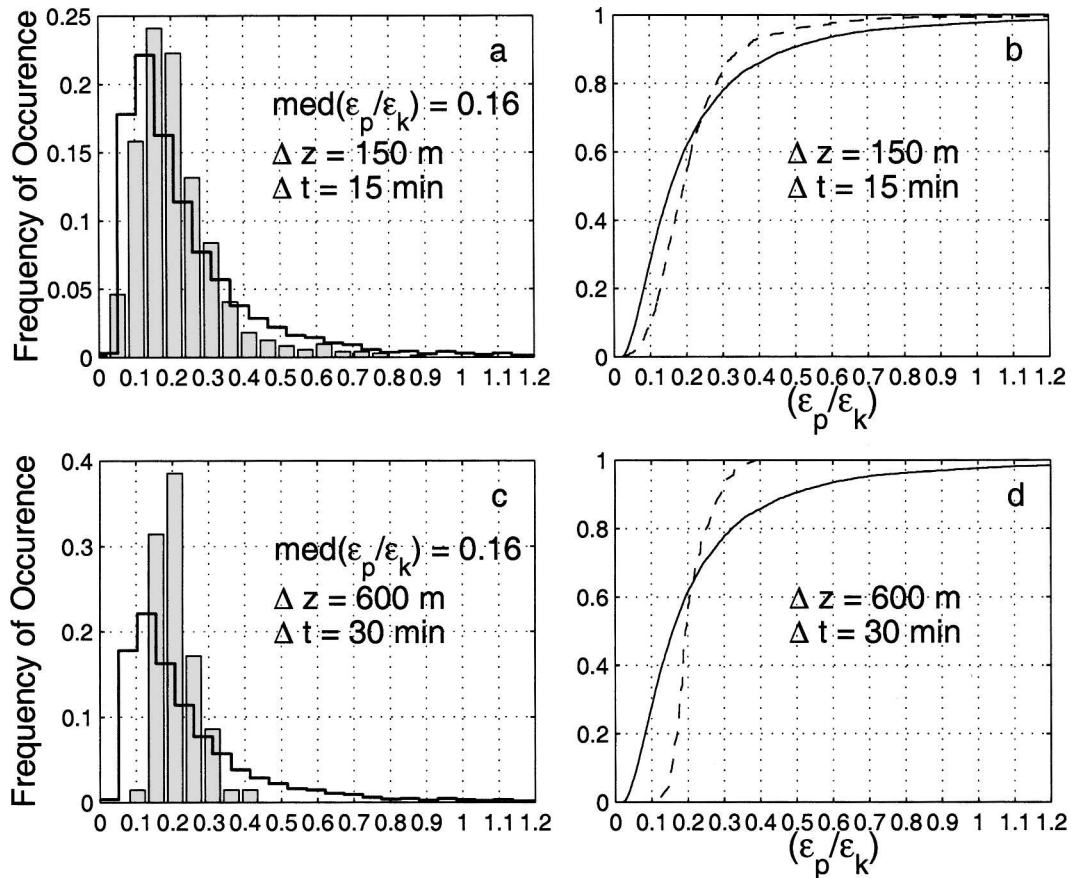 Frequency of Occurence
0.25
0.2
0.15
0.1
0.05
0
a
med(εp/εk) = 0.16
Δ z = 150 m
Δ t = 15 min
0 0.1 0.2 0.3 0.4 0.5 0.6 0.7 0.8 0.9 1 1.1 1.2
1
0.8
0.6
0.4
0.2
0
b
Δ z = 150 m
Δ t = 15 min
0 0.1 0.2 0.3 0.4 0.5 0.6 0.7 0.8 0.9 1 1.1 1.2
(εp/εk)
Frequency of Occurence
0.4
0.3
0.2
0.1
0
c
med(εp/εk) = 0.16
Δ z = 600 m
Δ t = 30 min
0 0.1 0.2 0.3 0.4 0.5 0.6 0.7 0.8 0.9 1 1.1 1.2
1
0.8
0.6
0.4
0.2
0
d
Δ z = 600 m
Δ t = 30 min
0 0.1 0.2 0.3 0.4 0.5 0.6 0.7 0.8 0.9 1 1.1 1.2
(εp/εk)